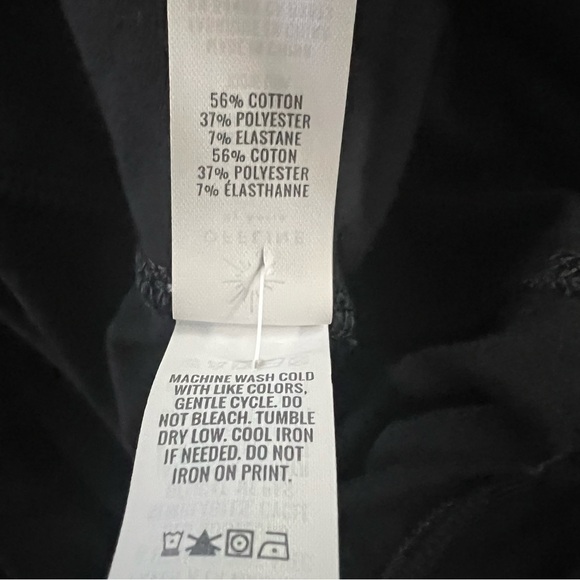 56% COTTON
37% POLYESTER
7% ELASTANE
56% COTON
37% POLYESTER
7% ÉLASTHANNE
OFFLINE
MACHINE WASH COLD
WITH LIKE COLORS,
GENTLE CYCLE. DO
NOT BLEACH. TUMBLE
DRY LOW. COOL IRON
IF NEEDED. DO NOT
IRON ON PRINT.